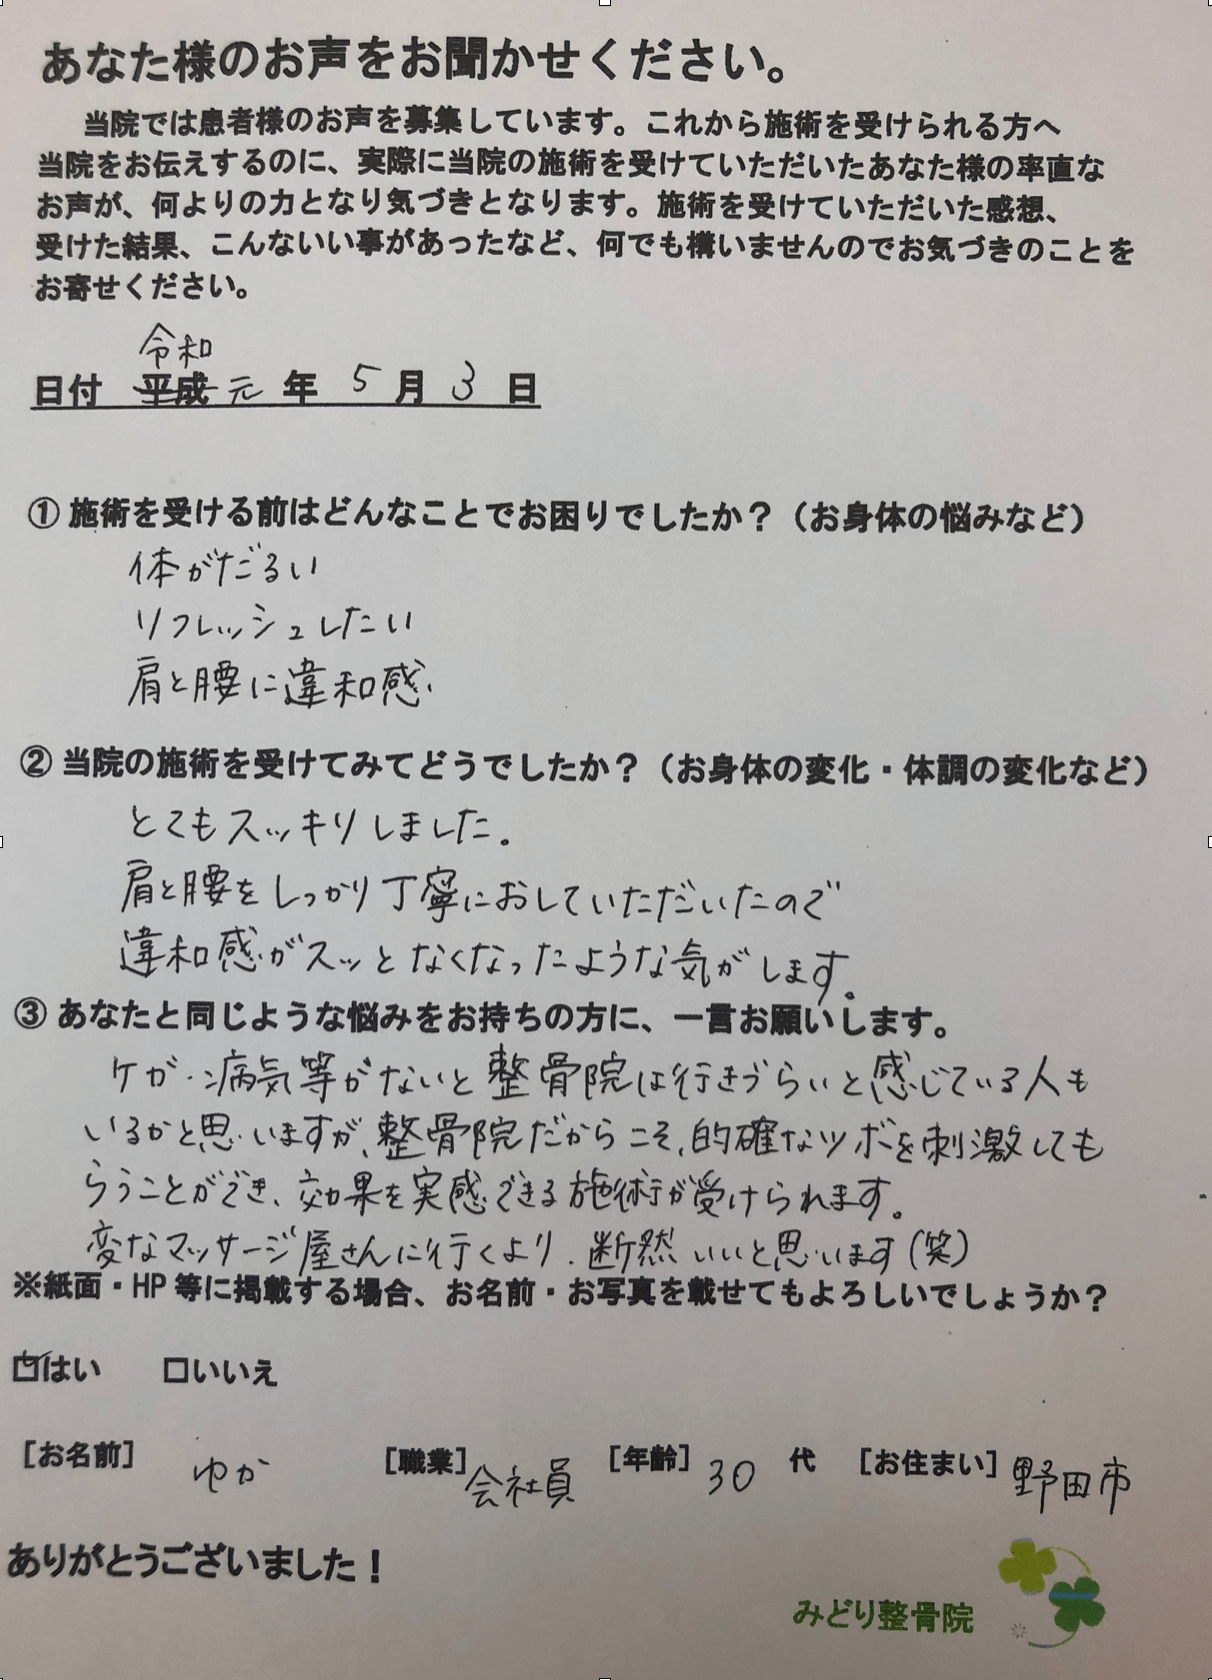 あなた様のお声をお聞かせください。
当院では患者様のお声を募集しています。これから施術を受けられる方へ
当院をお伝えするのに、実際に当院の施術を受けていただいたあなた様の率直な
お声が、何よりの力となり気づきとなります。施術を受けていただいた感想、
受けた結果、こんないい事があったなど、何でも構いませんのでお気づきのことを
お寄せください。
令和
日付 平成 元 年 5 月 3 日
① 施術を受ける前はどんなことでお困りでしたか？（お身体の悩みなど）
体がだるい
リフレッシュしたい
肩と腰に違和感
② 当院の施術を受けてみてどうでしたか？（お身体の変化・体調の変化など）
とてもスッキリしました。
肩と腰をしっかり丁寧におしていただいたので
違和感がスッとなくなったような気がします。
③ あなたと同じような悩みをお持ちの方に、一言お願いします。
ケガ・病気等がないと整骨院は行きづらいと感じている人も
いるかと思いますが、整骨院だからこそ、的確なツボを刺激しても
らうことができ、効果を実感できる施術が受けられます。
変なマッサージ屋さんに行くより、断然いいと思います(笑)
※紙面・HP等に掲載する場合、お名前・お写真を載せてもよろしいでしょうか？
☑はい □いいえ
［お名前］ ゆか ［職業］会社員 ［年齢］ 30 代 ［お住まい］ 野田市
ありがとうございました！
みどり整骨院